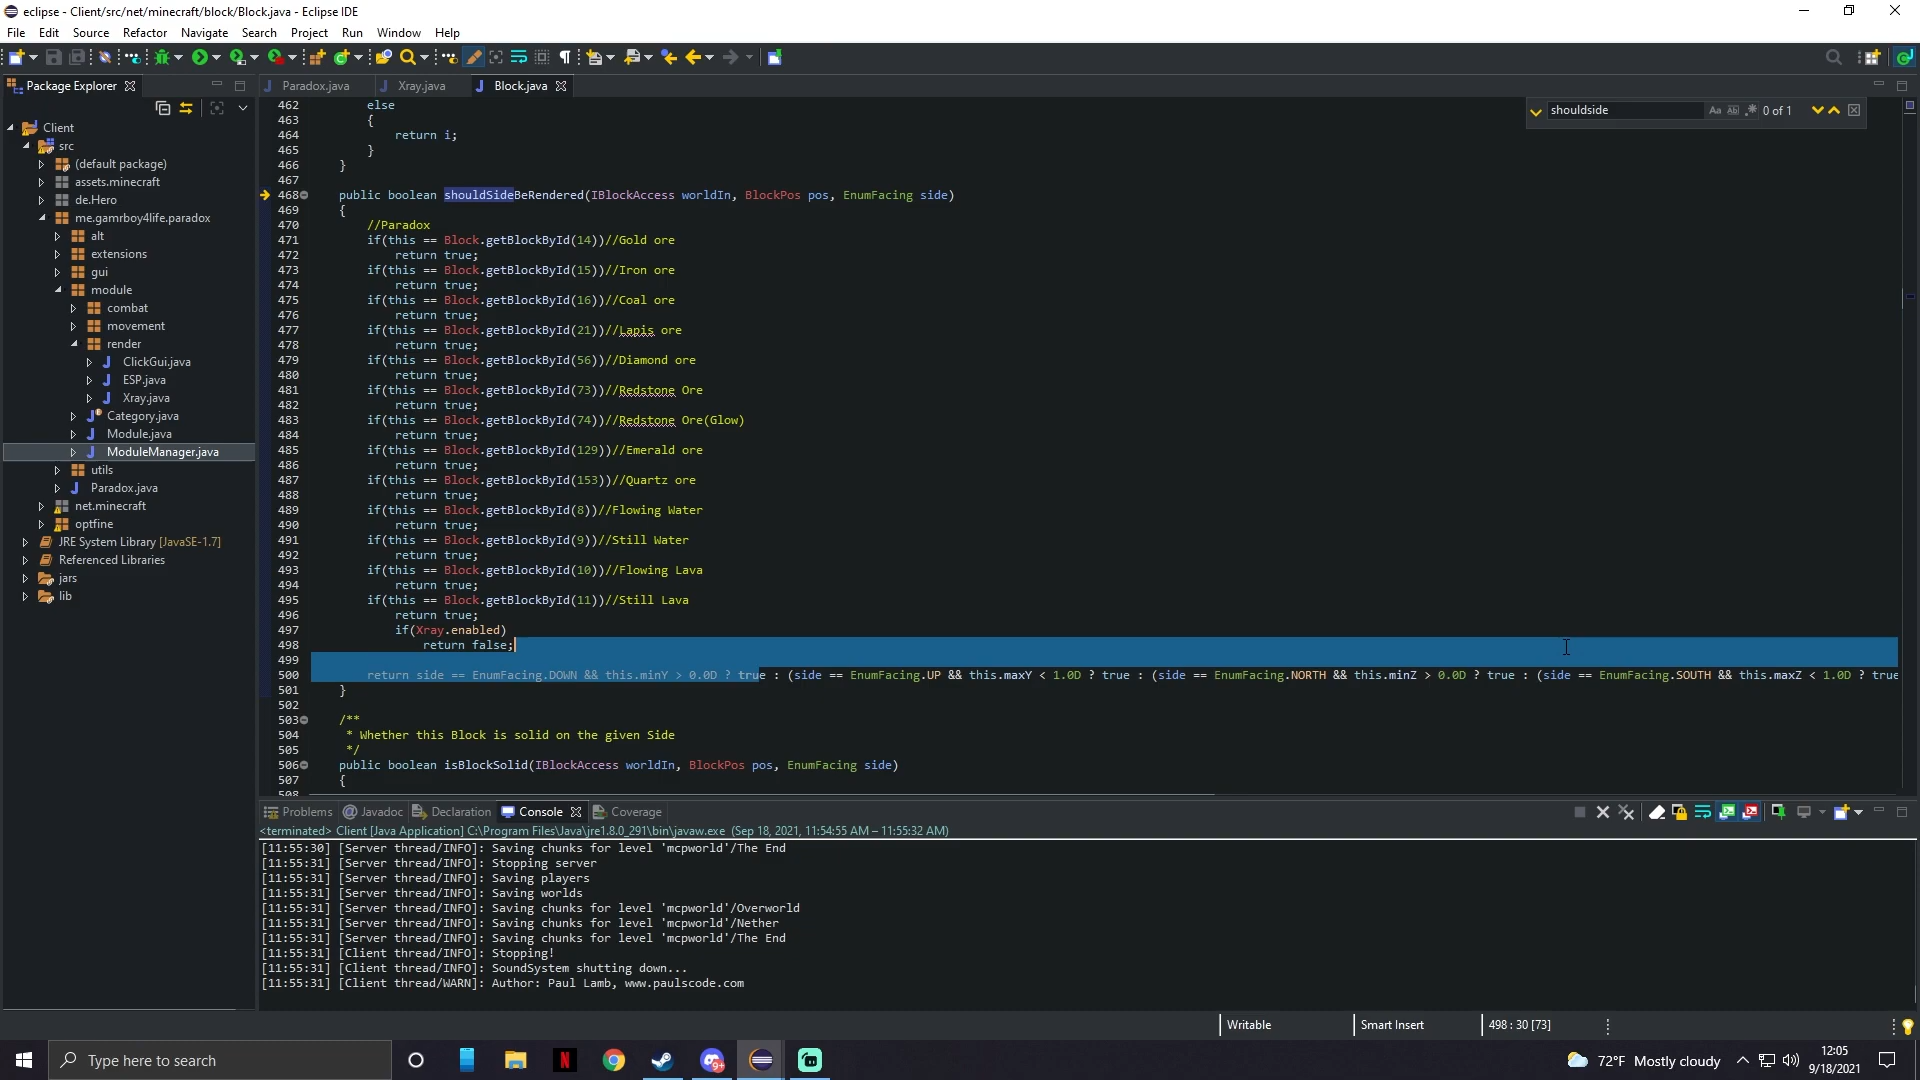 eclipse - Client/src/net/minecraft/block/Block.java - Eclipse IDE
File Edit Source Refactor Navigate Search Project Run Window Help
Package Explorer
Paradox.java Xray.java Block.java
shouldside 0 of 1
Client
src
(default package)
assets.minecraft
de.Hero
me.gamrboy4life.paradox
alt
extensions
gui
module
combat
movement
render
ClickGui.java
ESP.java
Xray.java
Category.java
Module.java
ModuleManager.java
utils
Paradox.java
net.minecraft
optfine
JRE System Library [JavaSE-1.7]
Referenced Libraries
jars
lib
462 else
463 {
464 return i;
465 }
466 }
467
468 public boolean shouldSideBeRendered(IBlockAccess worldIn, BlockPos pos, EnumFacing side)
469 {
470 //Paradox
471 if(this == Block.getBlockById(14))//Gold ore
472 return true;
473 if(this == Block.getBlockById(15))//Iron ore
474 return true;
475 if(this == Block.getBlockById(16))//Coal ore
476 return true;
477 if(this == Block.getBlockById(21))//Lapis ore
478 return true;
479 if(this == Block.getBlockById(56))//Diamond ore
480 return true;
481 if(this == Block.getBlockById(73))//Redstone Ore
482 return true;
483 if(this == Block.getBlockById(74))//Redstone Ore(Glow)
484 return true;
485 if(this == Block.getBlockById(129))//Emerald ore
486 return true;
487 if(this == Block.getBlockById(153))//Quartz ore
488 return true;
489 if(this == Block.getBlockById(8))//Flowing Water
490 return true;
491 if(this == Block.getBlockById(9))//Still Water
492 return true;
493 if(this == Block.getBlockById(10))//Flowing Lava
494 return true;
495 if(this == Block.getBlockById(11))//Still Lava
496 return true;
497 if(Xray.enabled)
498 return false;
499
500 return side == EnumFacing.DOWN && this.minY > 0.0D ? true : (side == EnumFacing.UP && this.maxY < 1.0D ? true : (side == EnumFacing.NORTH && this.minZ > 0.0D ? true : (side == EnumFacing.SOUTH && this.maxZ < 1.0D ? true
501 }
502
503 /**
504 * Whether this Block is solid on the given Side
505 */
506 public boolean isBlockSolid(IBlockAccess worldIn, BlockPos pos, EnumFacing side)
507 {
508
Problems Javadoc Declaration Console Coverage
<terminated> Client [Java Application] C:\Program Files\Java\jre1.8.0_291\bin\javaw.exe (Sep 18, 2021, 11:54:55 AM – 11:55:32 AM)
[11:55:30] [Server thread/INFO]: Saving chunks for level 'mcpworld'/The End
[11:55:31] [Server thread/INFO]: Stopping server
[11:55:31] [Server thread/INFO]: Saving players
[11:55:31] [Server thread/INFO]: Saving worlds
[11:55:31] [Server thread/INFO]: Saving chunks for level 'mcpworld'/Overworld
[11:55:31] [Server thread/INFO]: Saving chunks for level 'mcpworld'/Nether
[11:55:31] [Server thread/INFO]: Saving chunks for level 'mcpworld'/The End
[11:55:31] [Client thread/INFO]: Stopping!
[11:55:31] [Client thread/INFO]: SoundSystem shutting down...
[11:55:31] [Client thread/WARN]: Author: Paul Lamb, www.paulscode.com
Writable Smart Insert 498 : 30 [73]
Type here to search
72°F Mostly cloudy
12:05
9/18/2021